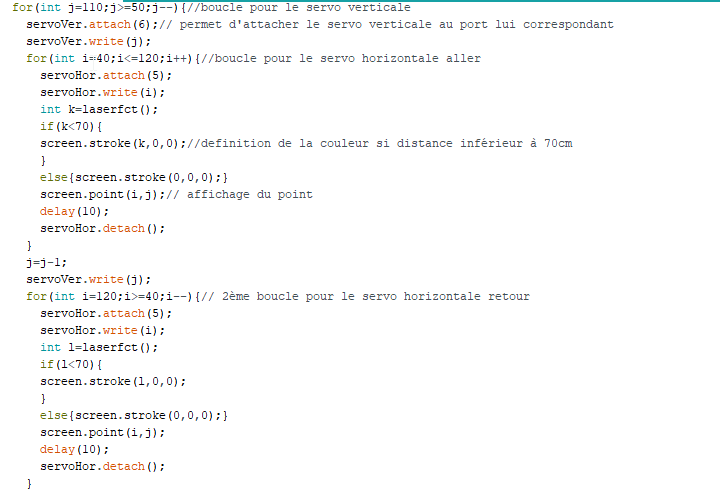 for(int j=110;j>=50;j--){//boucle pour le servo verticale
servoVer.attach(6);// permet d'attacher le servo verticale au port lui correspondant
servoVer.write(j);
for(int i=40;i<=120;i++){//boucle pour le servo horizontale aller
servoHor.attach(5);
servoHor.write(i);
int k=laserfct();
if(k<70){
screen.stroke(k,0,0);//definition de la couleur si distance inférieur à 70cm
}
else{screen.stroke(0,0,0);}
screen.point(i,j);// affichage du point
delay(10);
servoHor.detach();
}
j=j-1;
servoVer.write(j);
for(int i=120;i>=40;i--){// 2ème boucle pour le servo horizontale retour
servoHor.attach(5);
servoHor.write(i);
int l=laserfct();
if(l<70){
screen.stroke(l,0,0);
}
else{screen.stroke(0,0,0);}
screen.point(i,j);
delay(10);
servoHor.detach();
}